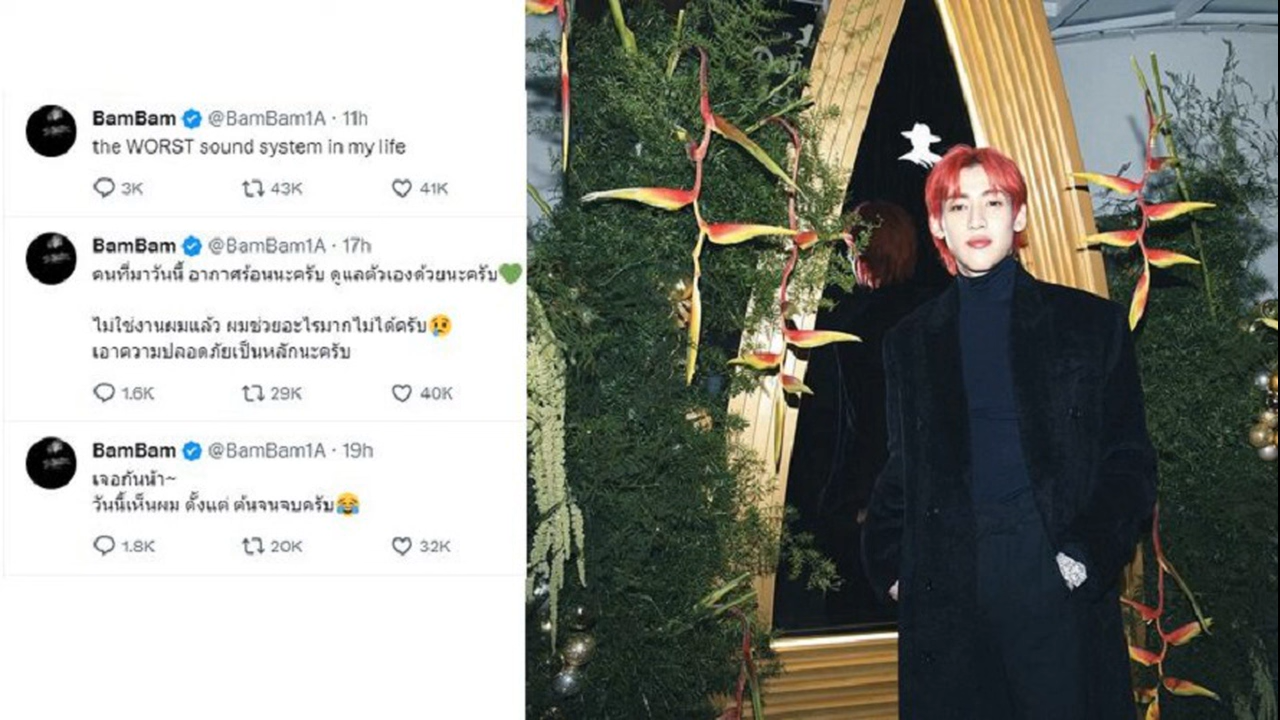 BamBam @BamBam1A · 11h
the WORST sound system in my life
3K 43K 41K
BamBam @BamBam1A · 17h
คนที่มาวันนี้ อากาศร้อนนะครับ ดูแลตัวเองด้วยนะครับ💚
ไม่ใช่งานผมแล้ว ผมช่วยอะไรมากไม่ได้ครับ😢
เอาความปลอดภัยเป็นหลักนะครับ
1.6K 29K 40K
BamBam @BamBam1A · 19h
เจอกันน้า~
วันนี้เห็นผม ตั้งแต่ ต้นจนจบครับ😂
1.8K 20K 32K